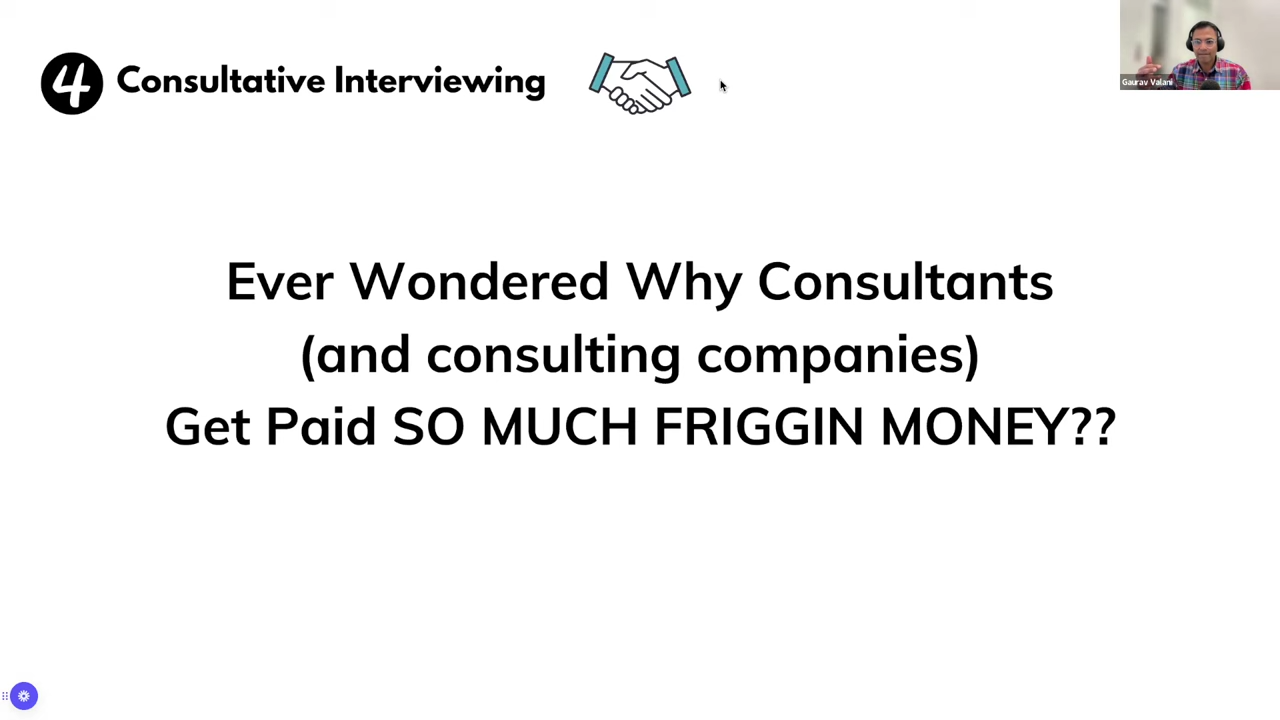 4 Consultative Interviewing
Gaurav Valani
Ever Wondered Why Consultants
(and consulting companies)
Get Paid SO MUCH FRIGGIN MONEY??